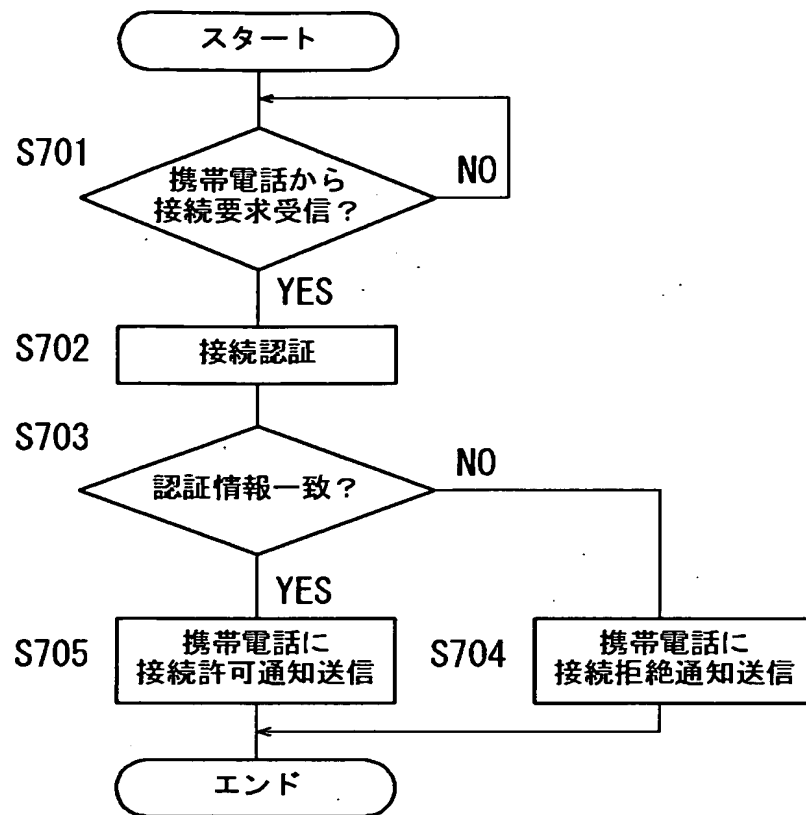 スタート
S701
携帯電話から
接続要求受信?
NO
YES
S702
接続認証
S703
認証情報一致?
NO
YES
S705
携帯電話に
接続許可通知送信
S704
携帯電話に
接続拒絶通知送信
エンド